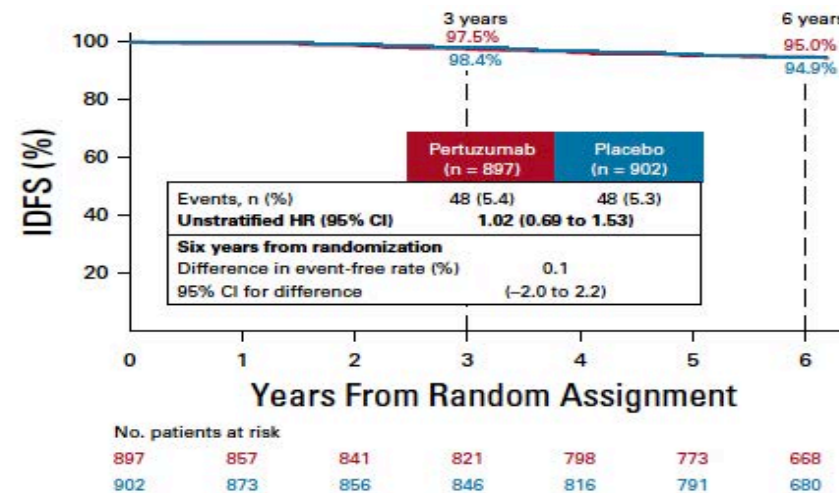 3 years
6 years
97.5%
95.0%
98.4%
94.9%
100
80
60
40
20
IDFS (%)
Pertuzumab
(n = 897)
Placebo
(n = 902)
Events, n (%) 48 (5.4) 48 (5.3)
Unstratified HR (95% CI) 1.02 (0.69 to 1.53)
Six years from randomization
Difference in event-free rate (%) 0.1
95% CI for difference (–2.0 to 2.2)
0 1 2 3 4 5 6
Years From Random Assignment
No. patients at risk
897 857 841 821 798 773 668
902 873 856 846 816 791 680